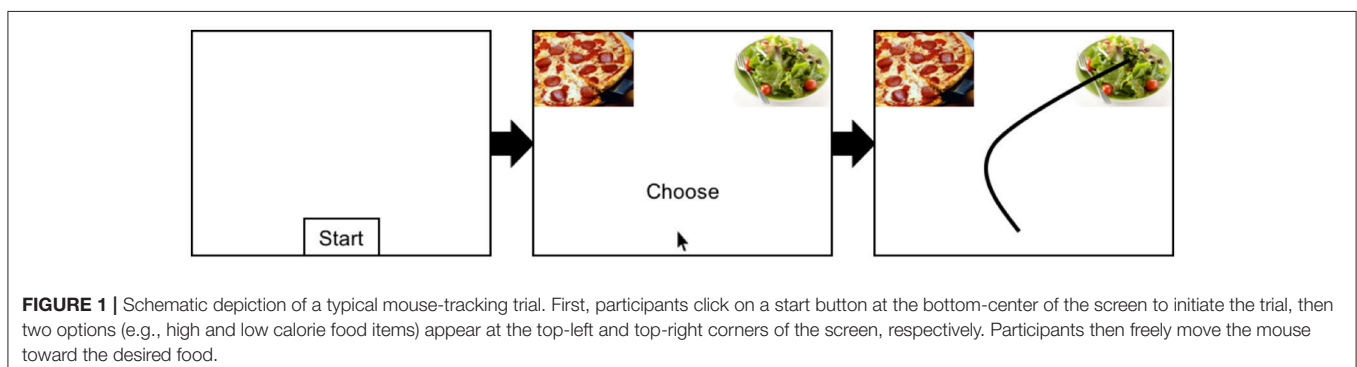 Start
Choose
FIGURE 1 | Schematic depiction of a typical mouse-tracking trial. First, participants click on a start button at the bottom-center of the screen to initiate the trial, then
two options (e.g., high and low calorie food items) appear at the top-left and top-right corners of the screen, respectively. Participants then freely move the mouse
toward the desired food.